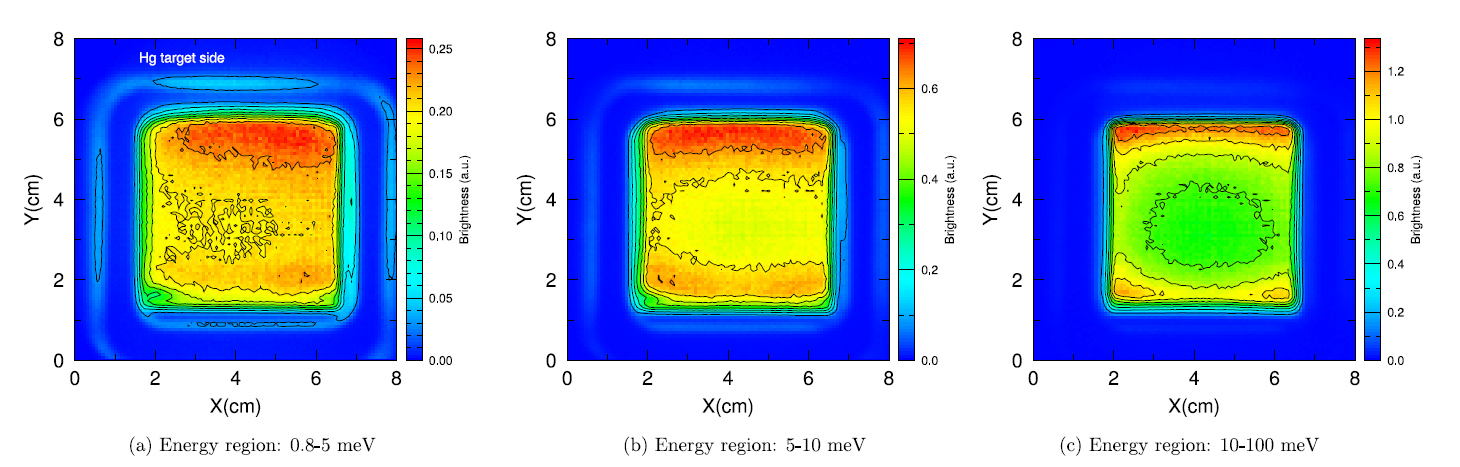 Hg target side
8
6
4
2
0
Y(cm)
0 2 4 6 8
X(cm)
0.25
0.20
0.15
0.10
0.05
0.00
Brightness (a.u.)
(a) Energy region: 0.8-5 meV
8
6
4
2
0
Y(cm)
0 2 4 6 8
X(cm)
0.6
0.4
0.2
0.0
Brightness (a.u.)
(b) Energy region: 5-10 meV
8
6
4
2
0
Y(cm)
0 2 4 6 8
X(cm)
1.2
1.0
0.8
0.6
0.4
0.2
0.0
Brightness (a.u.)
(c) Energy region: 10-100 meV